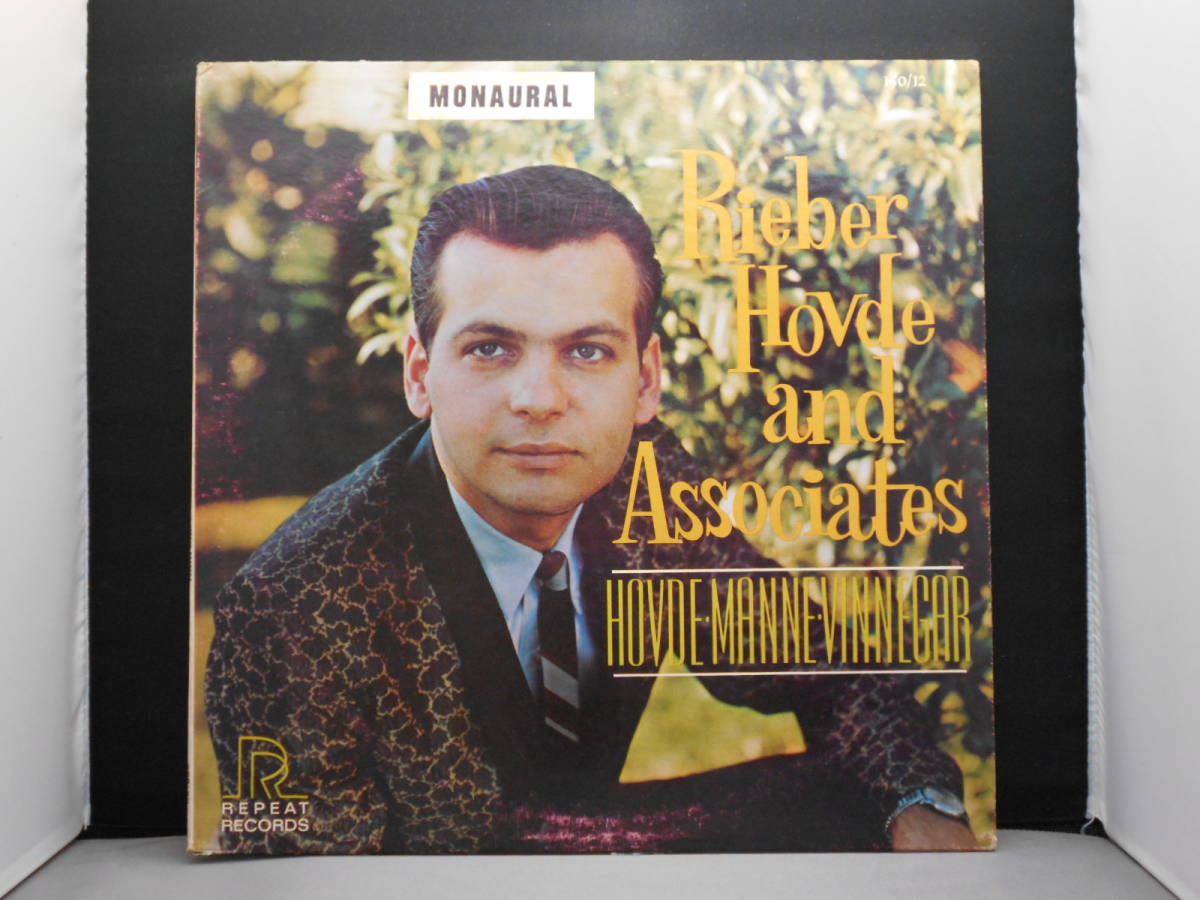 MONAURAL
150/12
Rieber
Hovde
and
Associates
HOVDE·MANNE·VINNEGAR
R
REPEAT
RECORDS